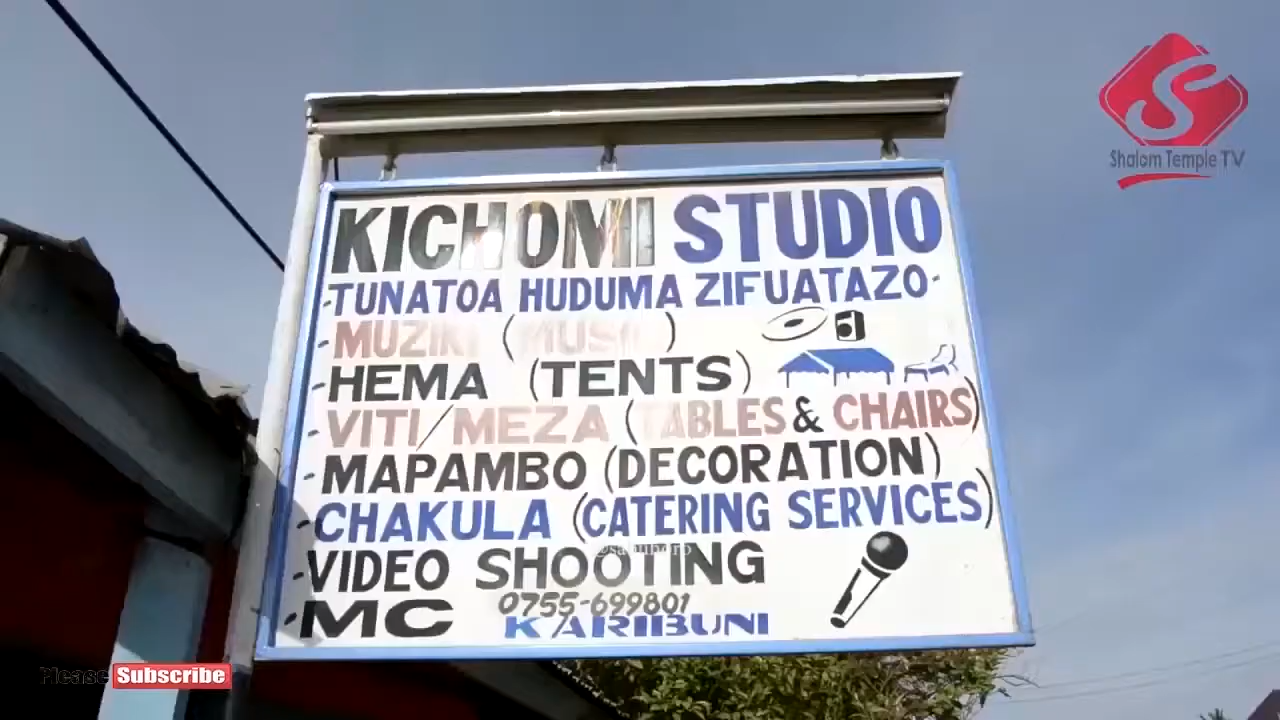 Shalom Temple TV
KICHOMI STUDIO
-TUNATOA HUDUMA ZIFUATAZO-
-MUZIKI (MUSIC)
-HEMA (TENTS)
-VITI/MEZA (TABLES & CHAIRS)
-MAPAMBO (DECORATION)
-CHAKULA (CATERING SERVICES)
-VIDEO SHOOTING
-MC 0755-699801
KARIBUNI
Please Subscribe